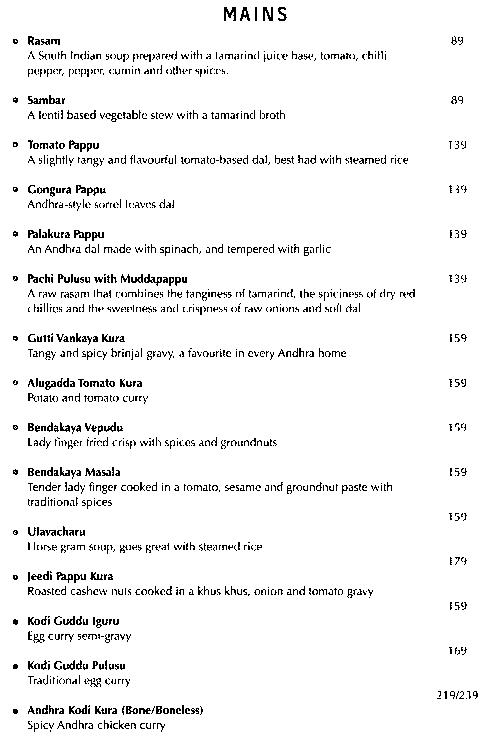 MAINS
Rasam 89
A South Indian soup prepared with a tamarind juice base, tomato, chilli
pepper, pepper, cumin and other spices.
Sambar 89
A lentil based vegetable stew with a tamarind broth
Tomato Pappu 139
A slightly tangy and flavourful tomato-based dal, best had with steamed rice
Gongura Pappu 139
Andhra-style sorrel leaves dal
Palakura Pappu 139
An Andhra dal made with spinach, and tempered with garlic
Pachi Pulusu with Muddapappu 139
A raw rasam that combines the tanginess of tamarind, the spiciness of dry red
chillies and the sweetness and crispness of raw onions and soft dal
Gutti Vankaya Kura 159
Tangy and spicy brinjal gravy, a favourite in every Andhra home
Alugadda Tomato Kura 159
Potato and tomato curry
Bendakaya Vepudu 159
Lady finger fried crisp with spices and groundnuts
Bendakaya Masala 159
Tender lady finger cooked in a tomato, sesame and groundnut paste with
traditional spices
159
Ulavacharu
Horse gram soup, goes great with steamed rice
179
Jeedi Pappu Kura
Roasted cashew nuts cooked in a khus khus, onion and tomato gravy
159
Kodi Guddu Iguru
Egg curry semi-gravy
169
Kodi Guddu Pulusu
Traditional egg curry
219/239
Andhra Kodi Kura (Bone/Boneless)
Spicy Andhra chicken curry